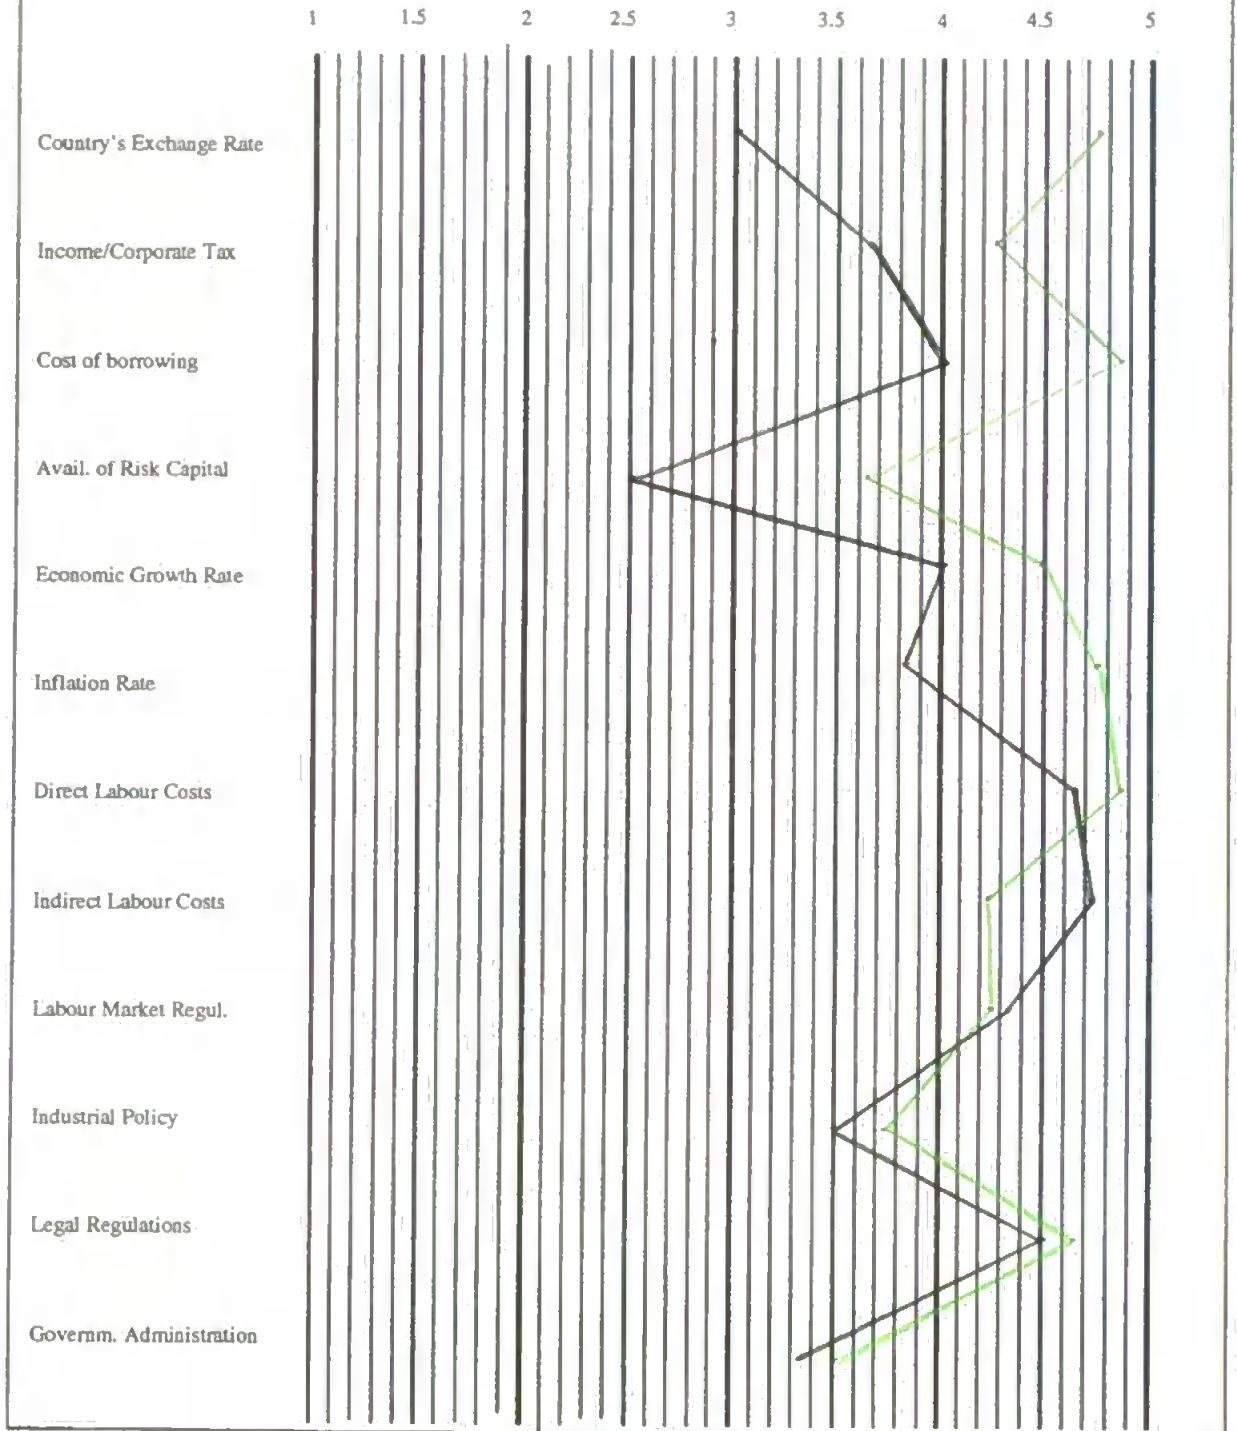 1 1.5 2 2.5 3 3.5 4 4.5 5
Country's Exchange Rate
Income/Corporate Tax
Cost of borrowing
Avail. of Risk Capital
Economic Growth Rate
Inflation Rate
Direct Labour Costs
Indirect Labour Costs
Labour Market Regul.
Industrial Policy
Legal Regulations
Governm. Administration